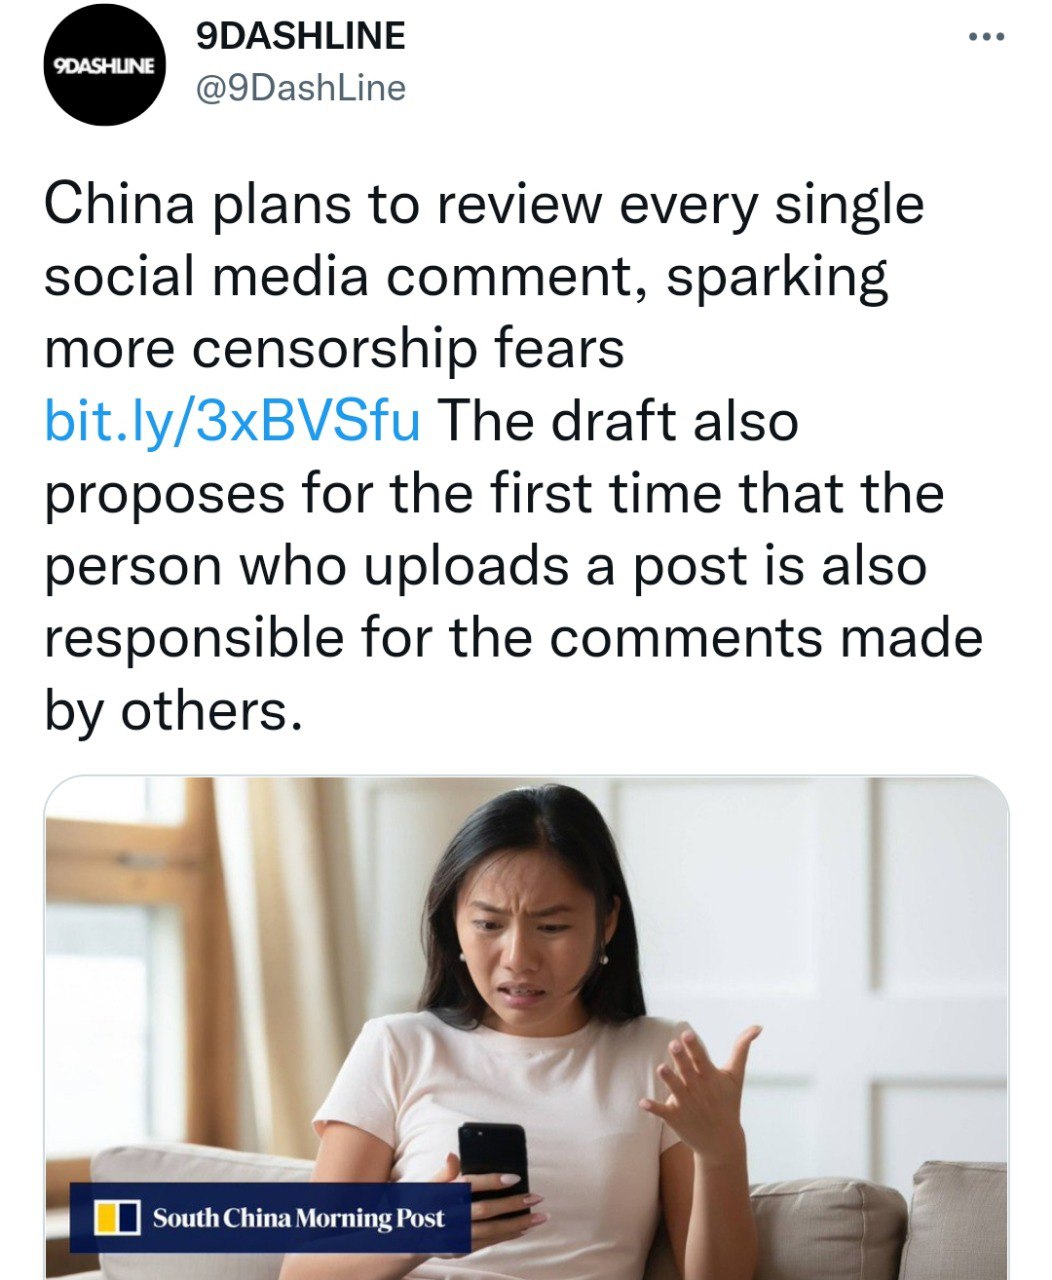 9DASHLINE
9DASHLINE
@9DashLine
China plans to review every single
social media comment, sparking
more censorship fears
bit.ly/3xBVSfu The draft also
proposes for the first time that the
person who uploads a post is also
responsible for the comments made
by others.
South China Morning Post